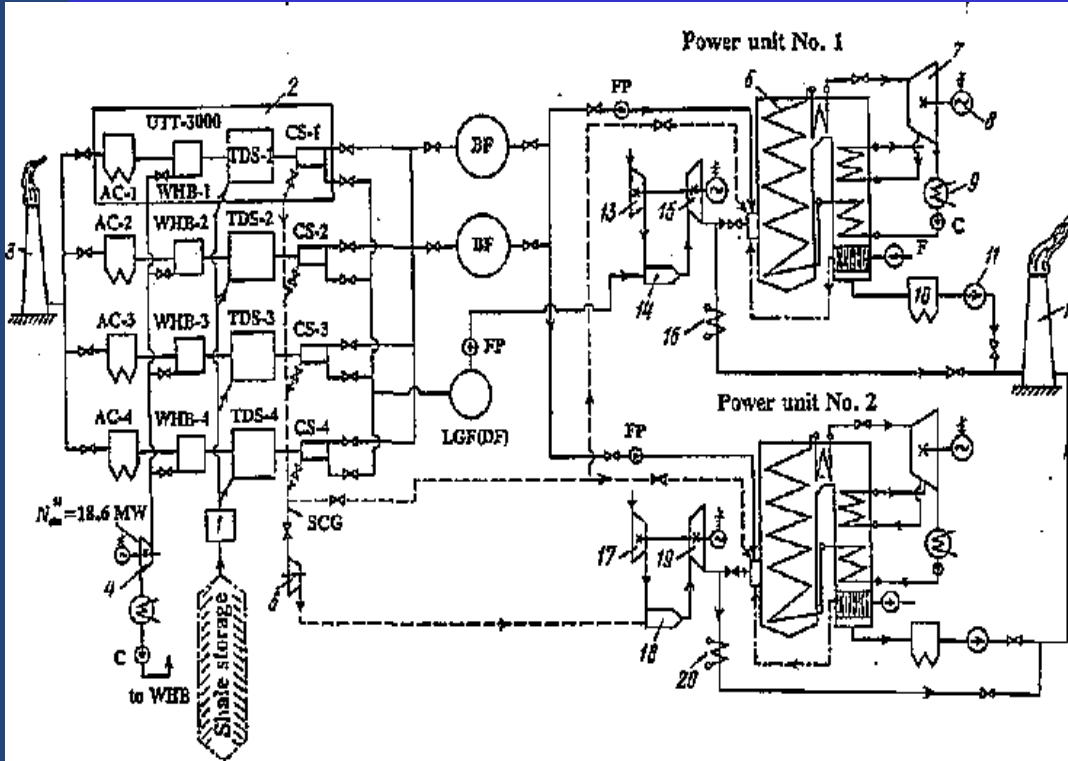 Power unit No. 1
2
UTT-3000
CS-1
TDS-1
AC-1
WHB-1
AC-2
WHB-2
TDS-2
CS-2
3
AC-3
WHB-3
TDS-3
CS-3
AC-4
WHB-4
TDS-4
CS-4
=18.6 MW
4
C
to WHB
1
Shale storage
SCG
5
BF
BF
FP
LGF(DF)
FP
6
7
8
9
C
F
10
11
13
15
14
16
Power unit No. 2
FP
17
19
18
20